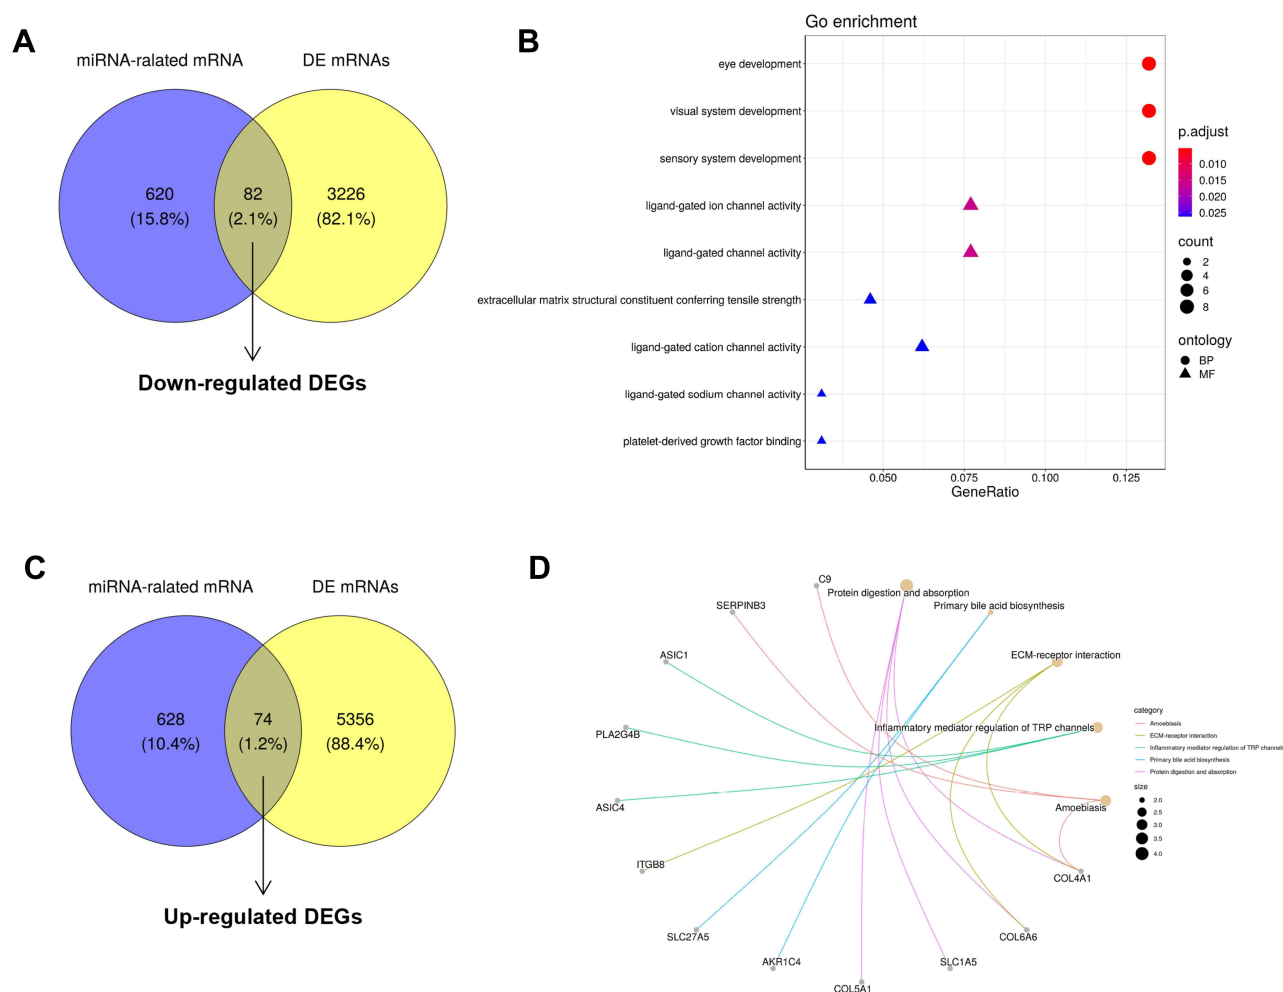 A
miRNA-ralated mRNA
DE mRNAs
620
(15.8%)
82
(2.1%)
3226
(82.1%)
Down-regulated DEGs
B
Go enrichment
eye development
visual system development
sensory system development
ligand-gated ion channel activity
ligand-gated channel activity
extracellular matrix structural constituent conferring tensile strength
ligand-gated cation channel activity
ligand-gated sodium channel activity
platelet-derived growth factor binding
0.050
0.075
0.100
0.125
GeneRatio
p.adjust
0.010
0.015
0.020
0.025
count
2
4
6
8
ontology
BP
MF
C
miRNA-ralated mRNA
DE mRNAs
628
(10.4%)
74
(1.2%)
5356
(88.4%)
Up-regulated DEGs
D
C9
Protein digestion and absorption
Primary bile acid biosynthesis
SERPINB3
ECM-receptor interaction
ASIC1
Inflammatory mediator regulation of TRP channels
PLA2G4B
Amoebiasis
ASIC4
ITGB8
COL4A1
SLC27A5
COL6A6
AKR1C4
SLC1A5
COL5A1
category
Amoebiasis
ECM-receptor interaction
Inflammatory mediator regulation of TRP channels
Primary bile acid biosynthesis
Protein digestion and absorption
size
2.0
2.5
3.0
3.5
4.0